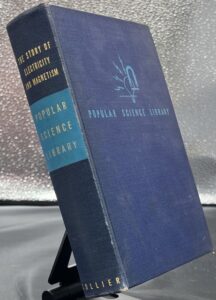 THE STORY OF
ELECTRICITY
AND MAGNETISM
POPULAR
SCIENCE
LIBRARY
COLLIER
POPULAR SCIENCE LIBRARY